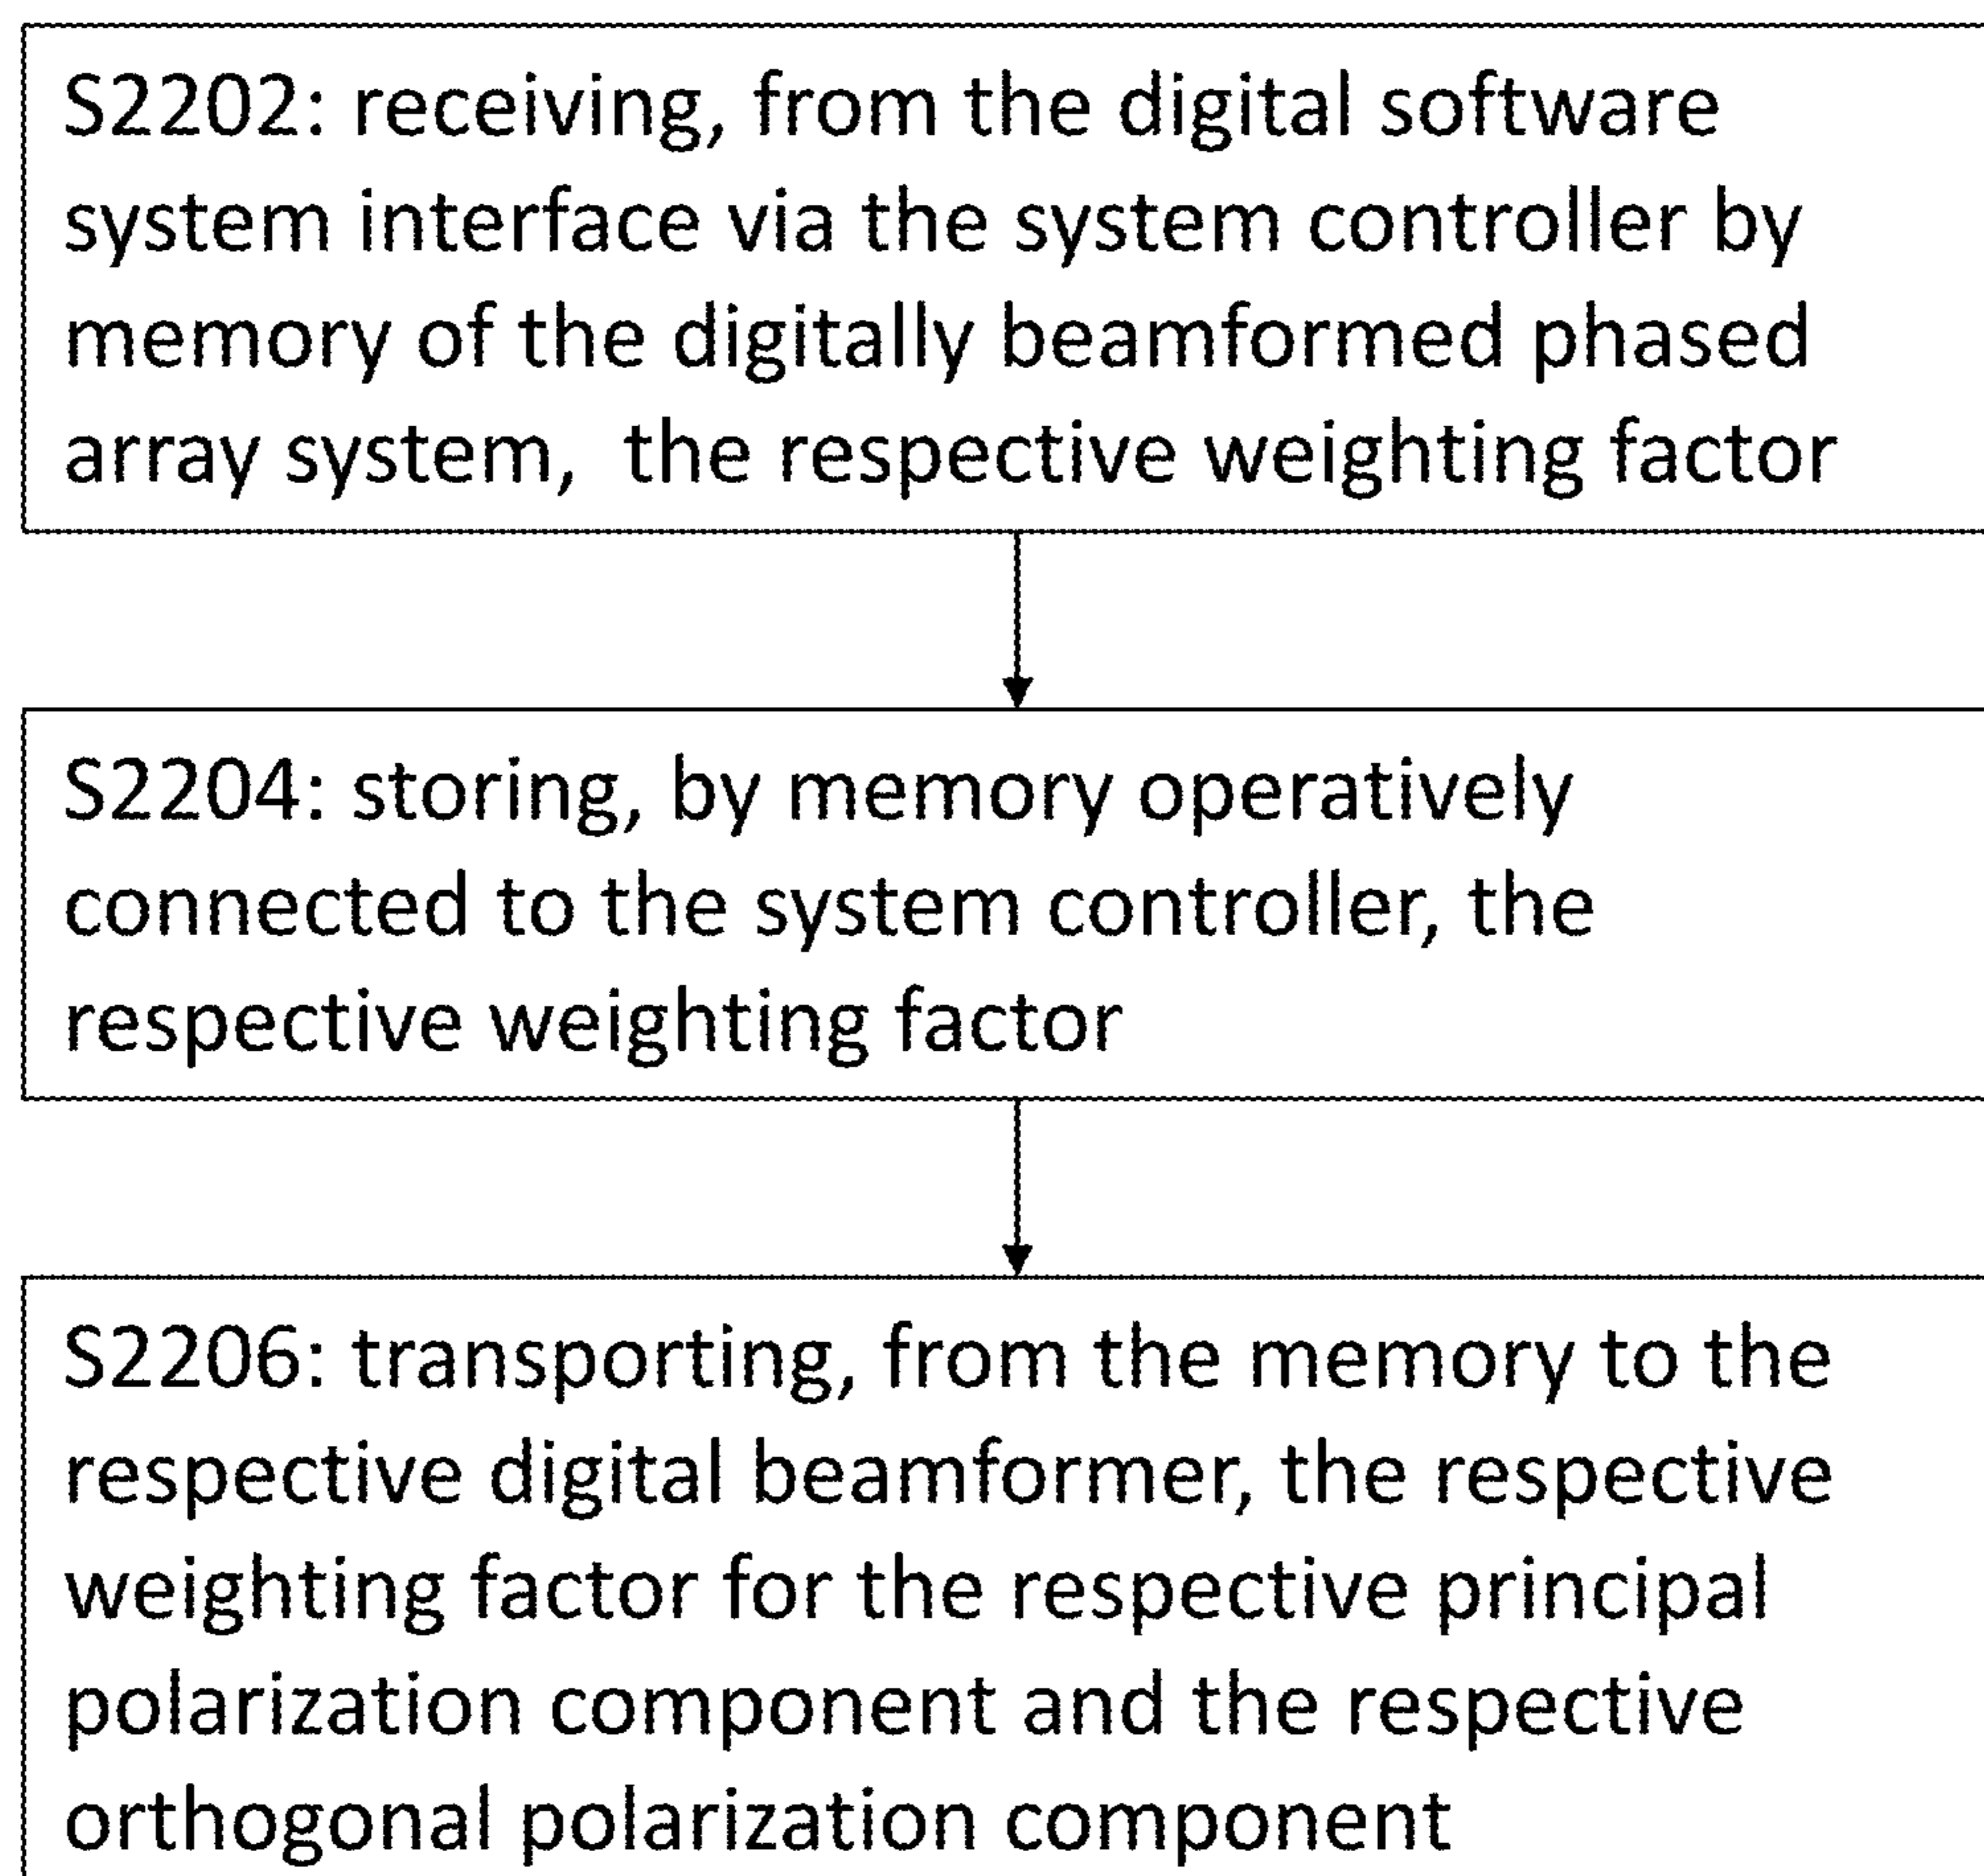 S2202: receiving, from the digital software
system interface via the system controller by
memory of the digitally beamformed phased
array system,  the respective weighting factor
S2204: storing, by memory operatively
connected to the system controller, the
respective weighting factor
S2206: transporting, from the memory to the
respective digital beamformer, the respective
weighting factor for the respective principal
polarization component and the respective
orthogonal polarization component